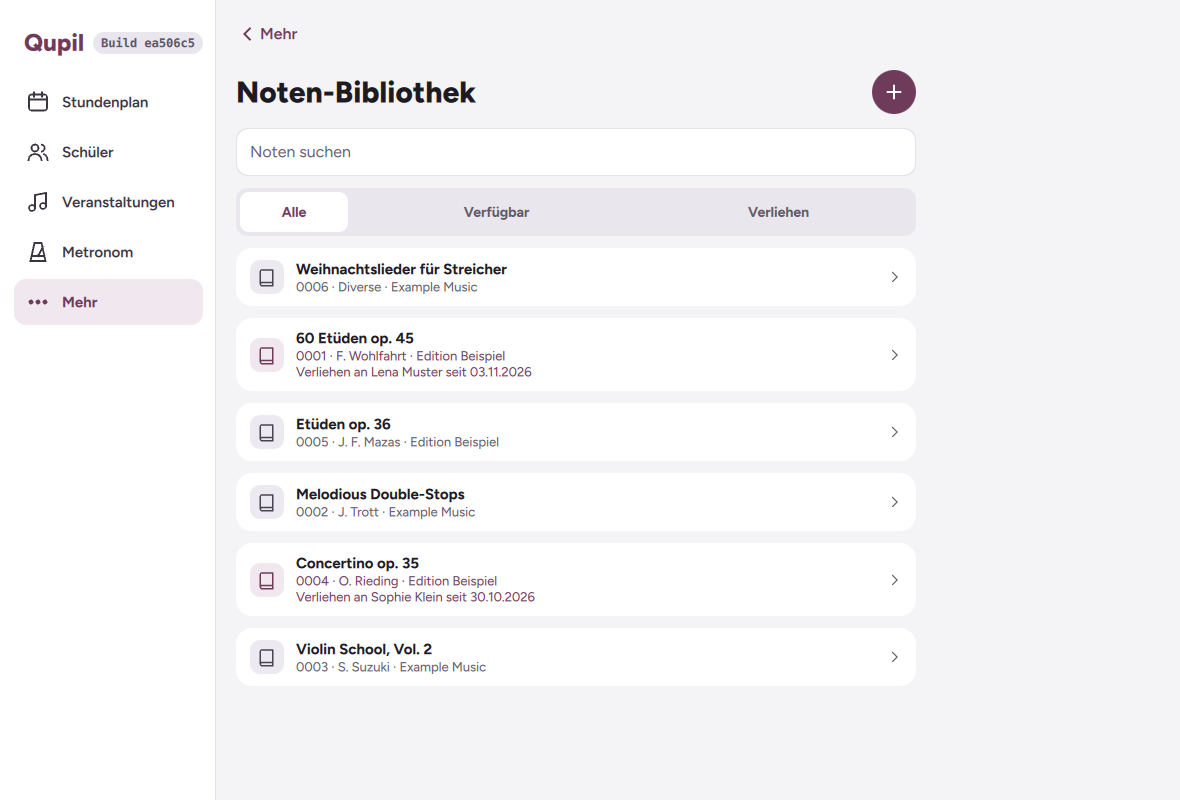 Qupil
Build ea506c5
Stundenplan
Schüler
Veranstaltungen
Metronom
Mehr
Mehr
Noten-Bibliothek
Noten suchen
Alle
Verfügbar
Verliehen
Weihnachtslieder für Streicher
0006 · Diverse · Example Music
60 Etüden op. 45
0001 · F. Wohlfahrt · Edition Beispiel
Verliehen an Lena Muster seit 03.11.2026
Etüden op. 36
0005 · J. F. Mazas · Edition Beispiel
Melodious Double-Stops
0002 · J. Trott · Example Music
Concertino op. 35
0004 · O. Rieding · Edition Beispiel
Verliehen an Sophie Klein seit 30.10.2026
Violin School, Vol. 2
0003 · S. Suzuki · Example Music